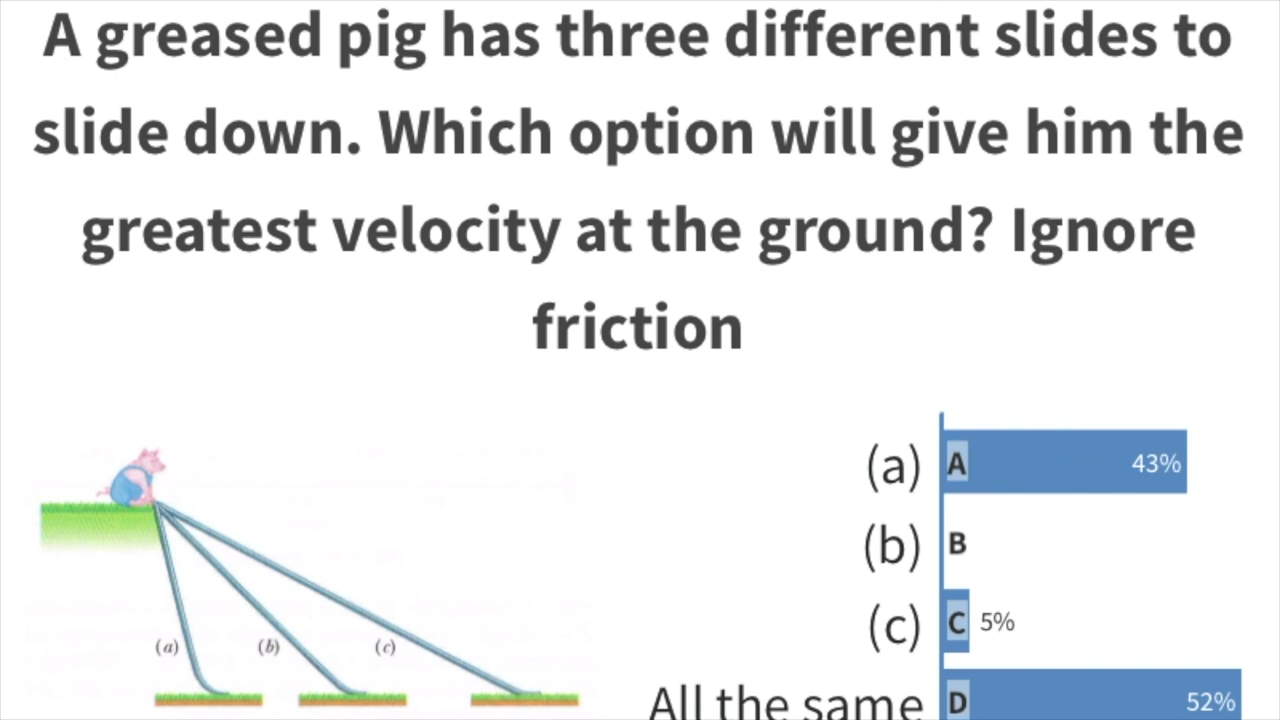 A greased pig has three different slides to
slide down. Which option will give him the
greatest velocity at the ground? Ignore
friction
(a) A 43%
(b) B
(c) C 5%
All the same D 52%
(a) (b) (c)